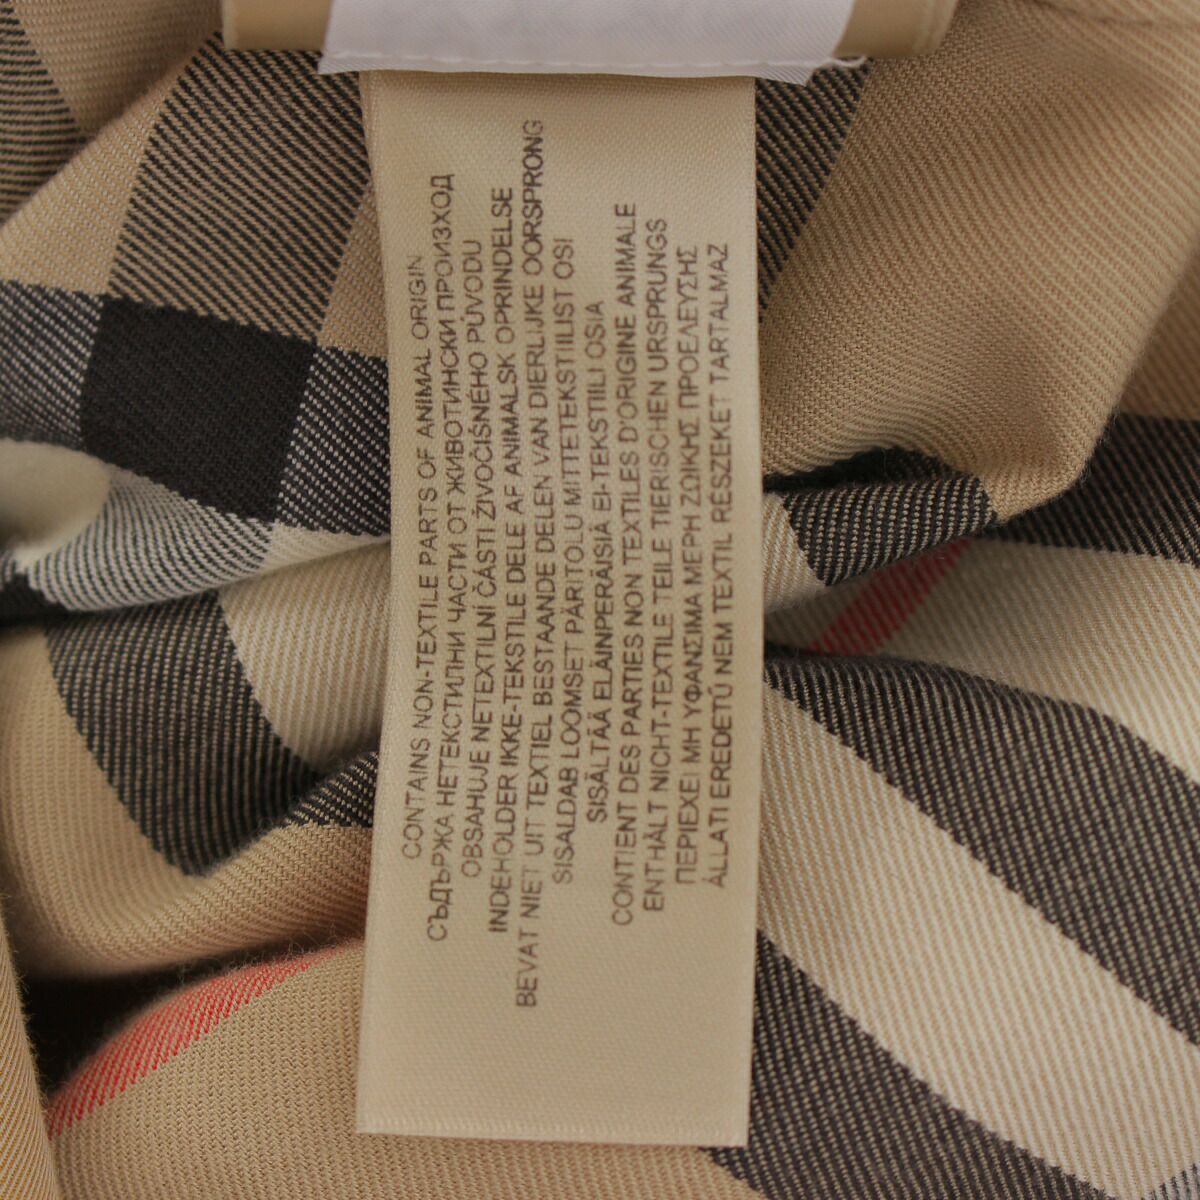 CONTAINS NON-TEXTILE PARTS OF ANIMAL ORIGIN
СЪДЪРЖА НЕТЕКСТИЛНИ ЧАСТИ ОТ ЖИВОТИНСКИ ПРОИЗХОД
OBSAHUJE NETEXTILNÍ ČÁSTI ŽIVOČIŠNÉHO PŮVODU
INDEHOLDER IKKE-TEKSTILE DELE AF ANIMALSK OPRINDELSE
BEVAT NIET UIT TEXTIEL BESTAANDE DELEN VAN DIERLIJKE OORSPRONG
SISALDAB LOOMSET PÄRITOLU MITTETEKSTIILIST OSI
SISÄLTÄÄ ELÄINPERÄISIÄ EI-TEKSTIILI OSIA
CONTIENT DES PARTIES NON TEXTILES D'ORIGINE ANIMALE
ENTHÄLT NICHT-TEXTILE TEILE TIERISCHEN URSPRUNGS
ΠΕΡΙΕΧΕΙ ΜΗ ΥΦΑΝΣΙΜΑ ΜΕΡΗ ΖΩΙΚΗΣ ΠΡΟΕΛΕΥΣΗΣ
ÁLLATI EREDETŰ NEM TEXTIL RÉSZEKET TARTALMAZ